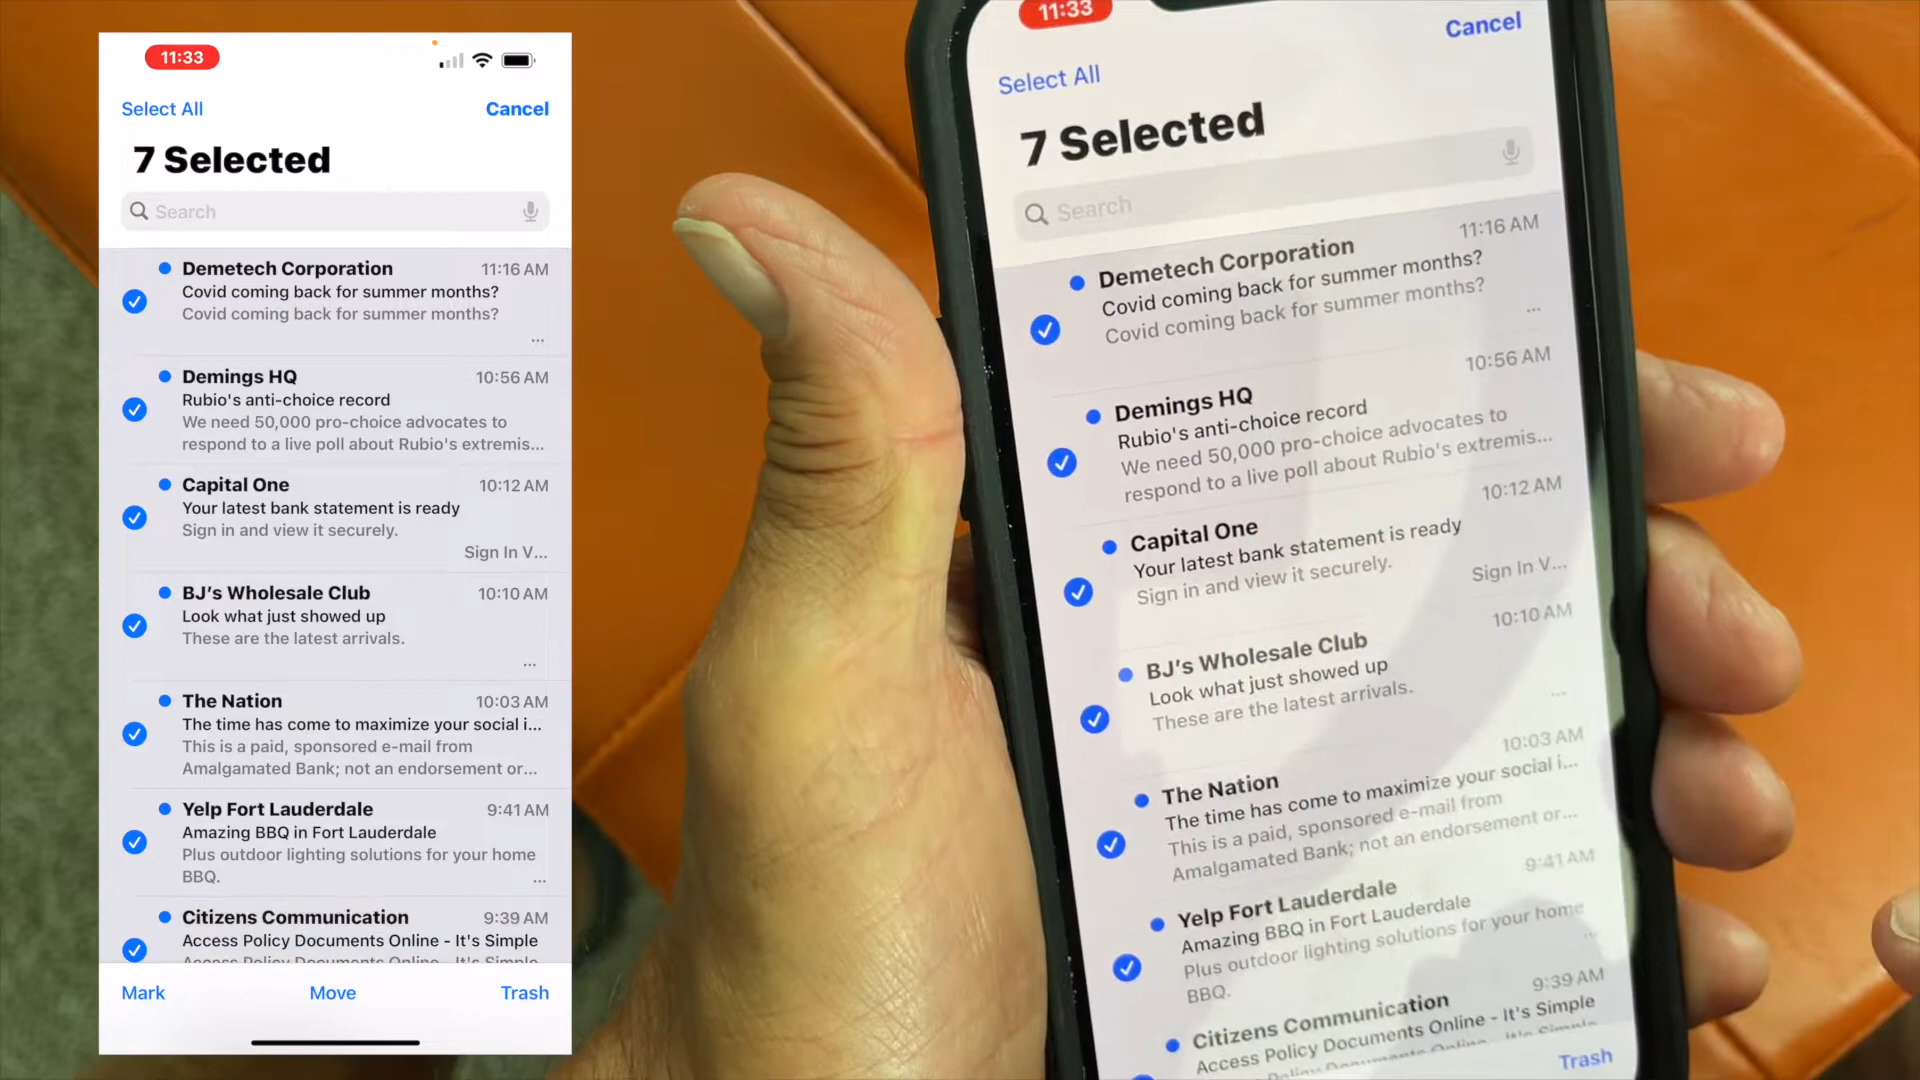 11:33
Select All
Cancel
7 Selected
Search
Demetech Corporation 11:16 AM
Covid coming back for summer months?
Covid coming back for summer months?
...
Demings HQ 10:56 AM
Rubio's anti-choice record
We need 50,000 pro-choice advocates to
respond to a live poll about Rubio's extremis...
Capital One 10:12 AM
Your latest bank statement is ready
Sign in and view it securely.
Sign In V...
BJ’s Wholesale Club 10:10 AM
Look what just showed up
These are the latest arrivals.
...
The Nation 10:03 AM
The time has come to maximize your social i...
This is a paid, sponsored e-mail from
Amalgamated Bank; not an endorsement or...
Yelp Fort Lauderdale 9:41 AM
Amazing BBQ in Fort Lauderdale
Plus outdoor lighting solutions for your home
BBQ.
...
Citizens Communication 9:39 AM
Access Policy Documents Online - It's Simple
Access Policy Documents Online - It's Simple
Mark
Move
Trash
11:33
Cancel
Select All
7 Selected
Search
11:16 AM
Demetech Corporation
Covid coming back for summer months?
Covid coming back for summer months?
...
10:56 AM
Demings HQ
Rubio's anti-choice record
We need 50,000 pro-choice advocates to
respond to a live poll about Rubio's extremis...
10:12 AM
Capital One
Your latest bank statement is ready
Sign in and view it securely.
Sign In V...
10:10 AM
BJ’s Wholesale Club
Look what just showed up
These are the latest arrivals.
...
10:03 AM
The Nation
The time has come to maximize your social i...
This is a paid, sponsored e-mail from
Amalgamated Bank; not an endorsement or...
9:41 AM
Yelp Fort Lauderdale
Amazing BBQ in Fort Lauderdale
Plus outdoor lighting solutions for your home
BBQ.
...
9:39 AM
Citizens Communication
Access Policy Documents Online - It's Simple
Policy Documents Online - It's Simple
Trash